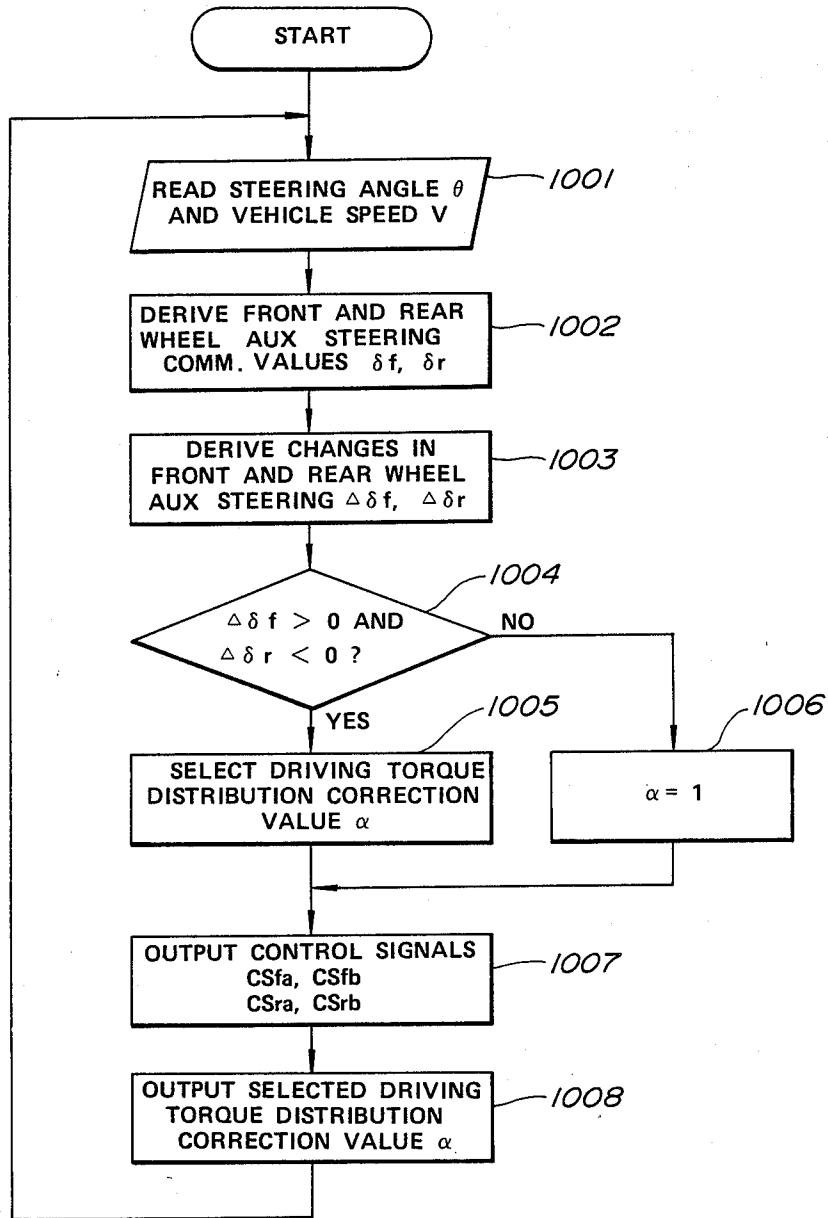 START
READ STEERING ANGLE θ
AND VEHICLE SPEED V
1001
DERIVE FRONT AND REAR
WHEEL AUX STEERING
COMM. VALUES δf, δr
1002
DERIVE CHANGES IN
FRONT AND REAR WHEEL
AUX STEERING △δf, △δr
1003
△δf > 0 AND
△δr < 0 ?
1004
NO
YES
1005
SELECT DRIVING TORQUE
DISTRIBUTION CORRECTION
VALUE α
1006
α = 1
OUTPUT CONTROL SIGNALS
CSfa, CSfb
CSra, CSrb
1007
OUTPUT SELECTED DRIVING
TORQUE DISTRIBUTION
CORRECTION VALUE α
1008